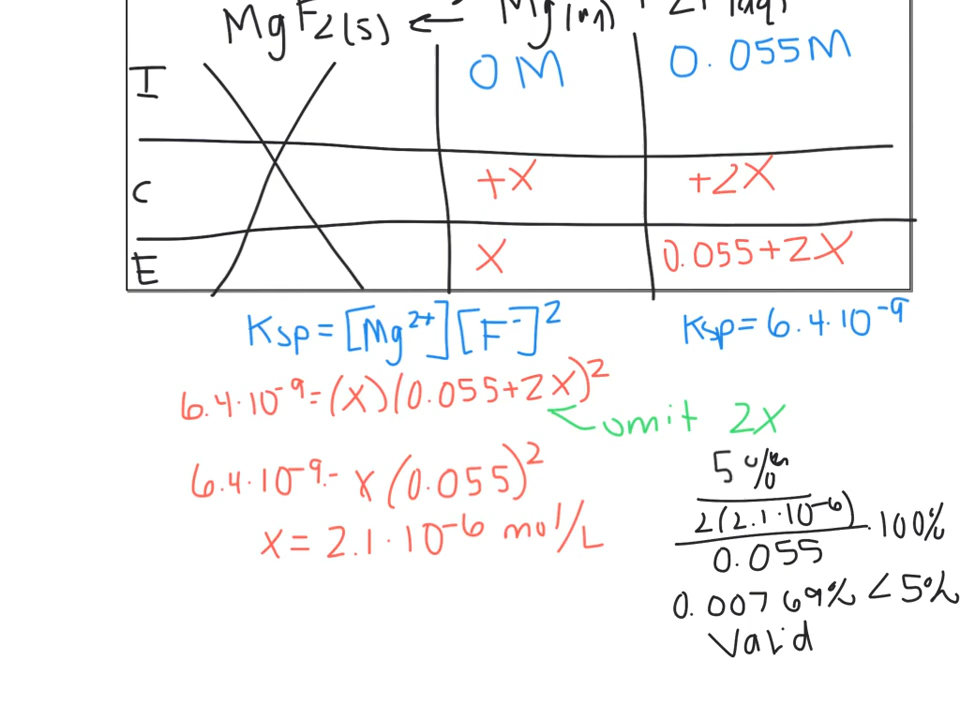 MgF2(s) ← Mg
I 0M 0.055M
C +X +2X
E X 0.055+2X
Ksp=[Mg²⁺][F⁻]² Ksp=6.4·10⁻⁹
6.4·10⁻⁹=(X)(0.055+2X)²
omit 2X
6.4·10⁻⁹= X(0.055)²
5%
X=2.1·10⁻⁶ mol/L
2(2.1·10⁻⁶)
0.055
·100%
0.00769%<5%
Valid